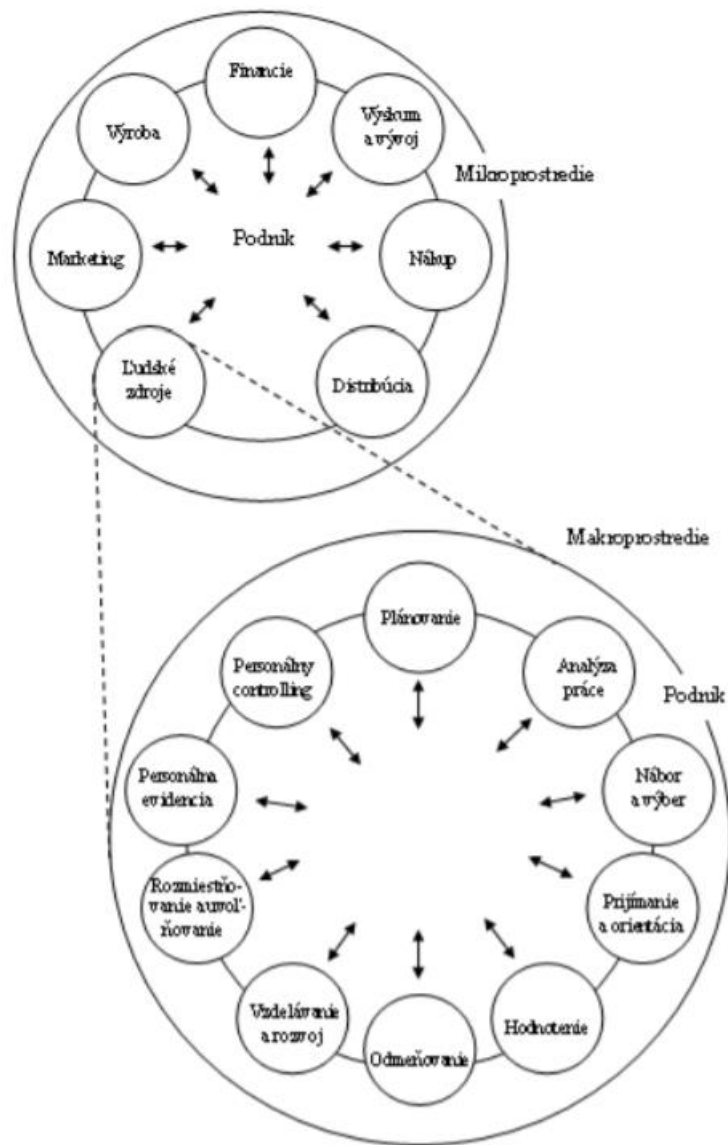 Financie
Výroba
Výskum
a vývoj
Mikroprostredie
Marketing
Podnik
Nákup
Ľudské
zdroje
Distribúcia
Makroprostredie
Plánovanie
Personálny
controlling
Analýza
práce
Podnik
Personálna
evidencia
Nábor
a výber
Rozmiestňo-
vanie a uvoľ-
ňovanie
Prijímanie
a orientácia
Vzdelávanie
a rozvoj
Hodnotenie
Odmeňovanie